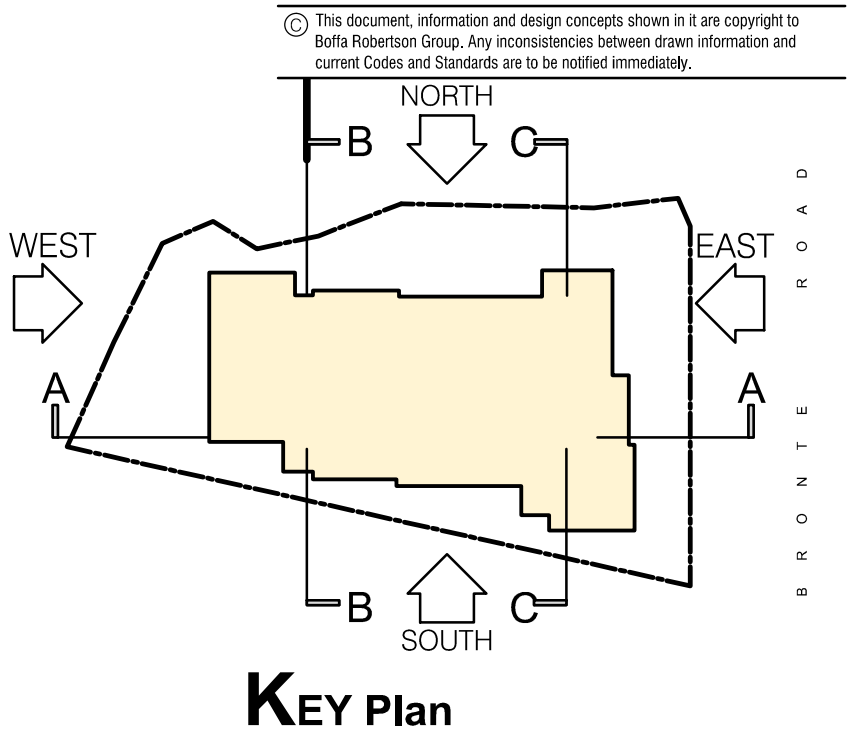 © This document, information and design concepts shown in it are copyright to
Boffa Robertson Group. Any inconsistencies between drawn information and
current Codes and Standards are to be notified immediately.
NORTH
B
C
WEST
EAST
A
A
BRONTE ROAD
B
C
SOUTH
KEY Plan